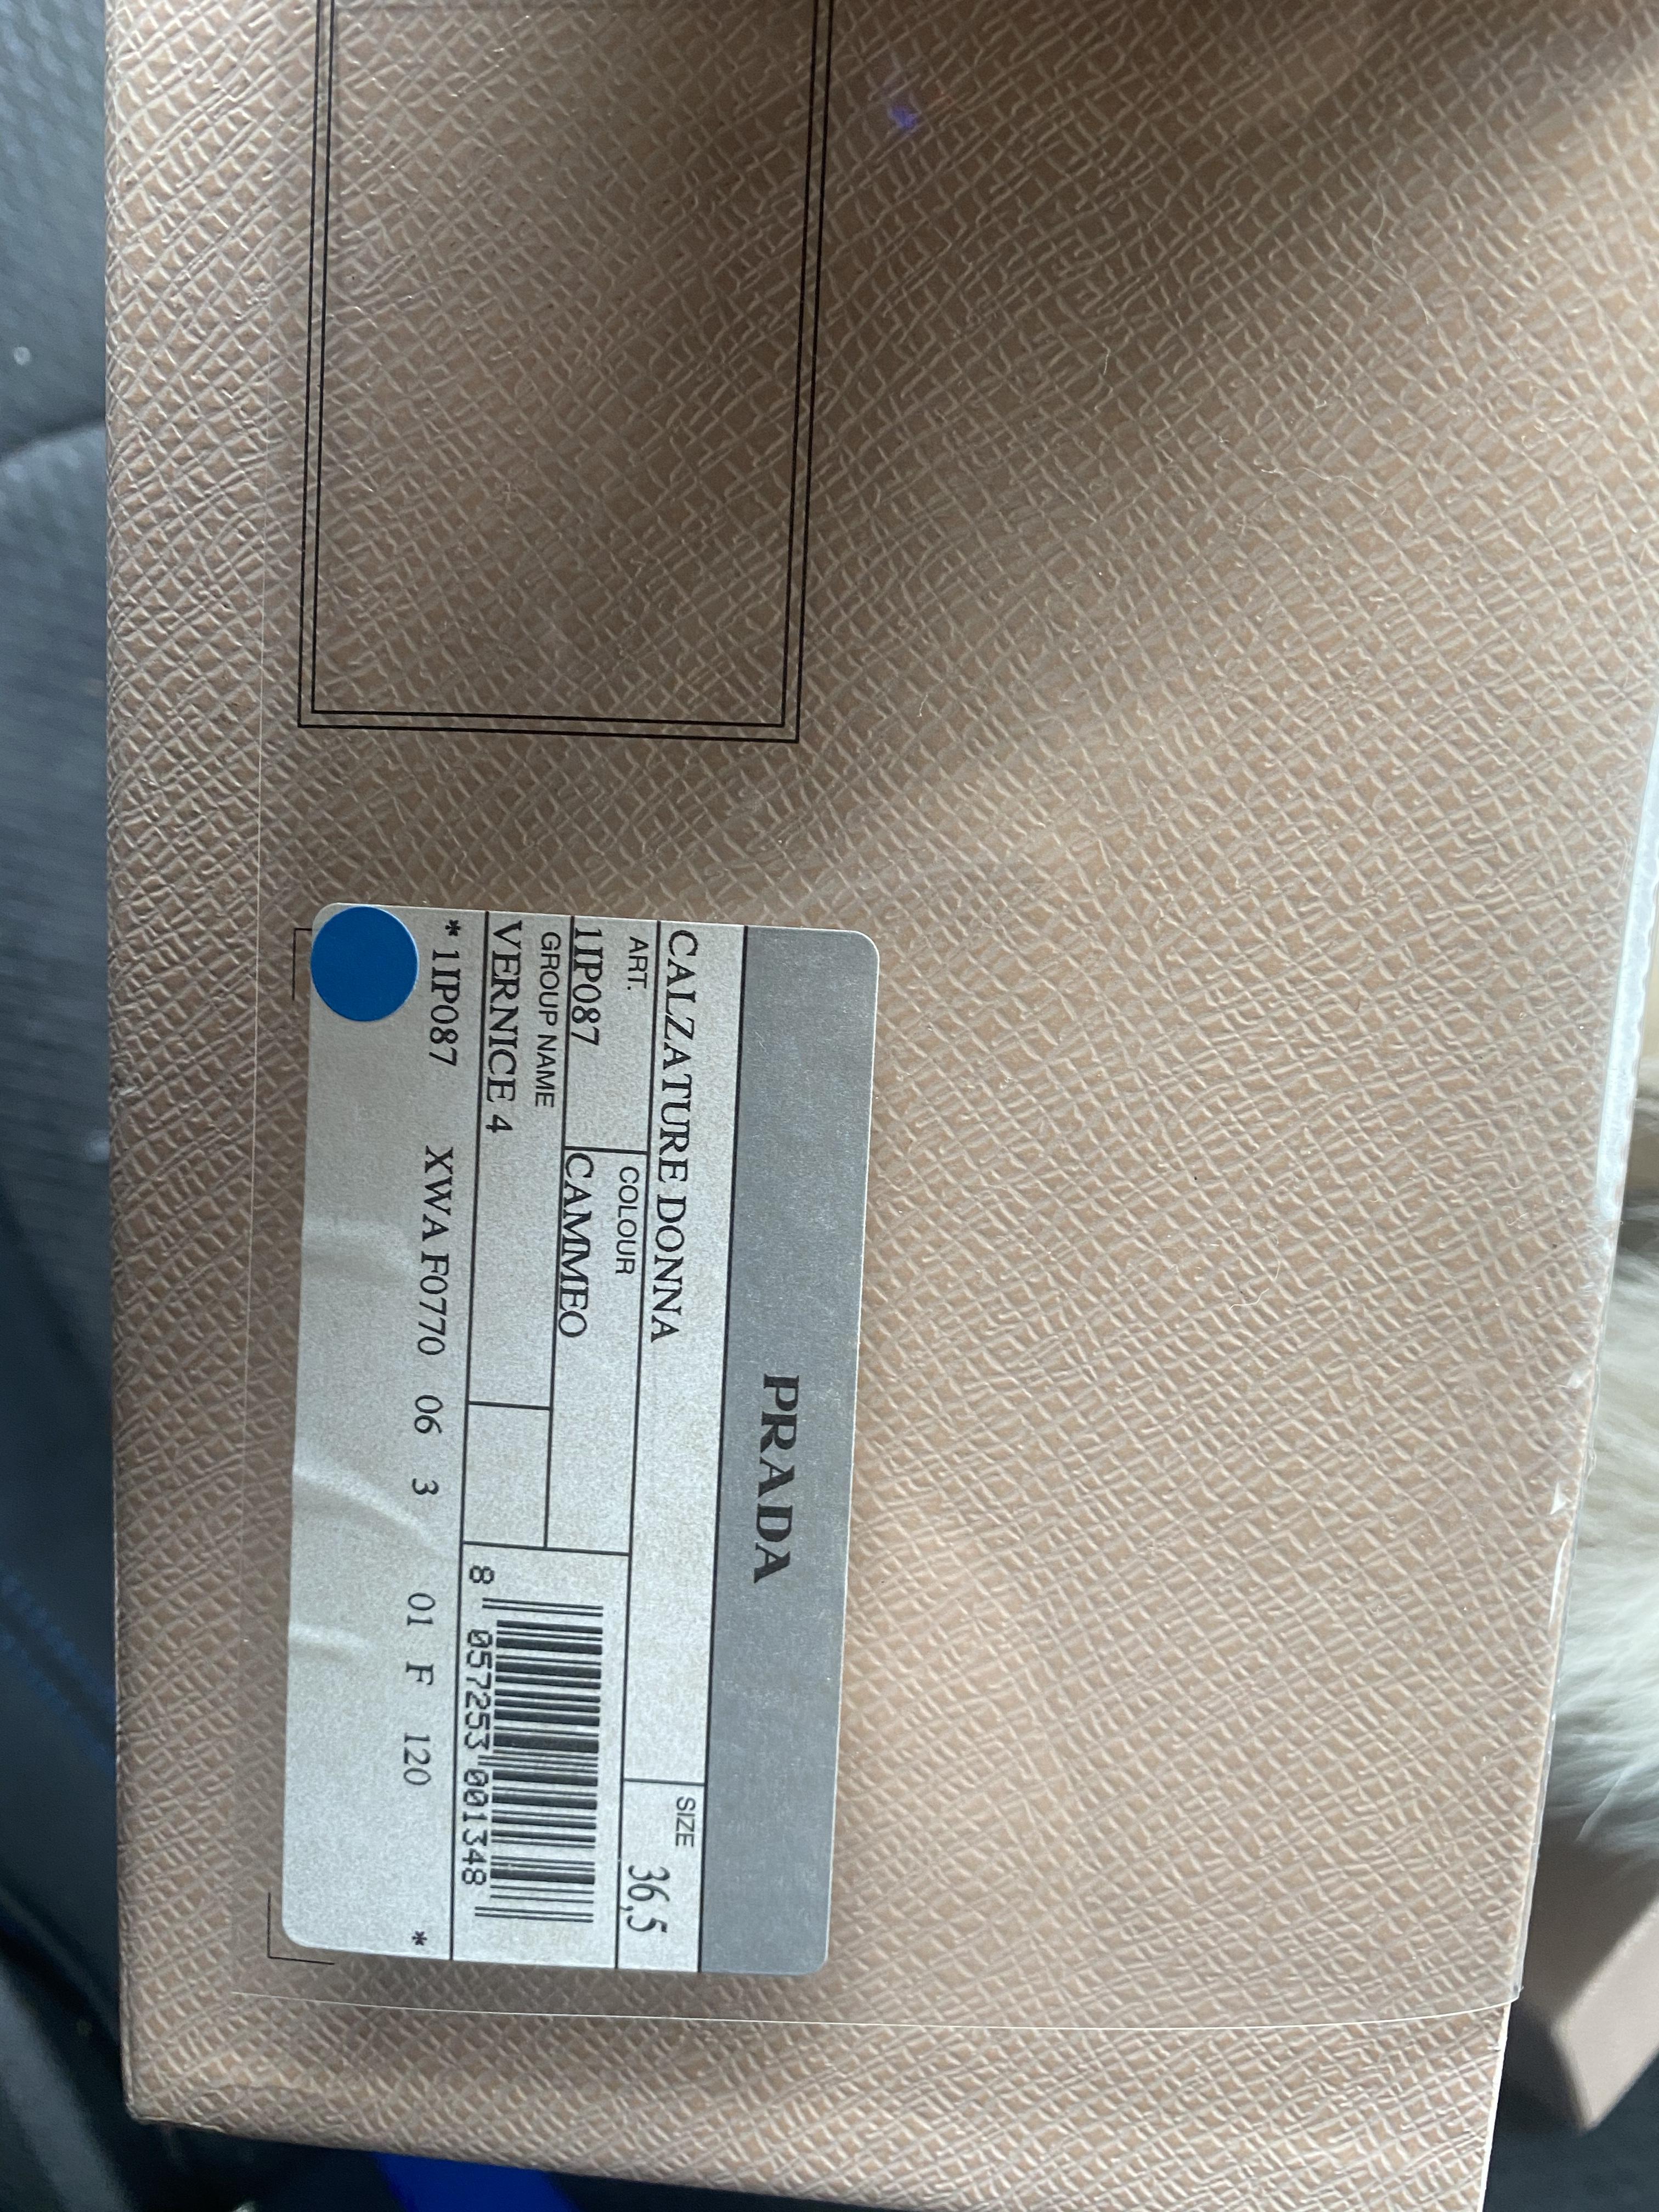 PRADA
CALZATURE DONNA
SIZE
36,5
ART.
1IP087
COLOUR
CAMMEO
GROUP NAME
VERNICE 4
8 057253 001348
* 1IP087 XWA F0770 06 3 01 F 120 *